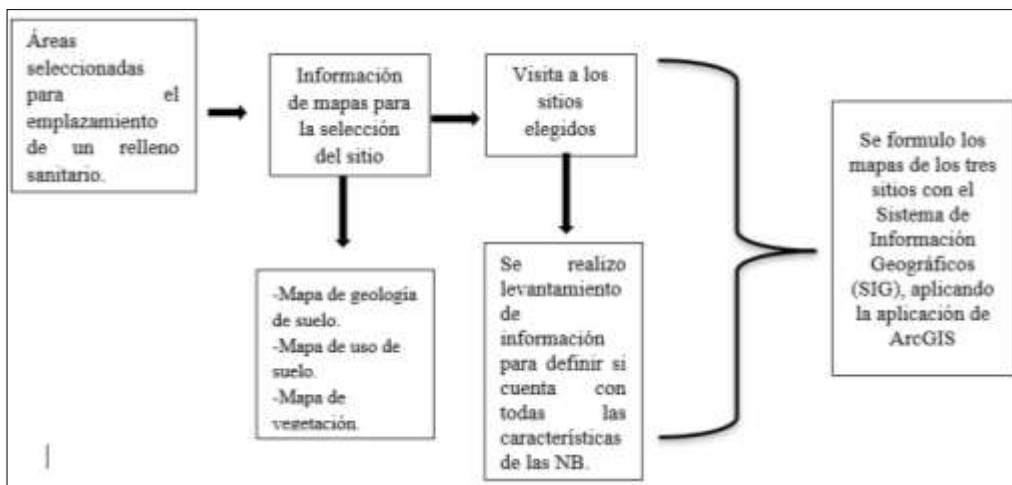 Áreas
seleccionadas
para el
emplazamiento
de un relleno
sanitario.
Información
de mapas para
la selección
del sitio
Visita a los
sitios
elegidos
-Mapa de geología
de suelo.
-Mapa de uso de
suelo.
-Mapa de
vegetación.
Se realizo
levantamiento
de
información
para definir si
cuenta con
todas las
características
de las NB.
Se formulo los
mapas de los tres
sitios con el
Sistema de
Información
Geográficos
(SIG), aplicando
la aplicación de
ArcGIS